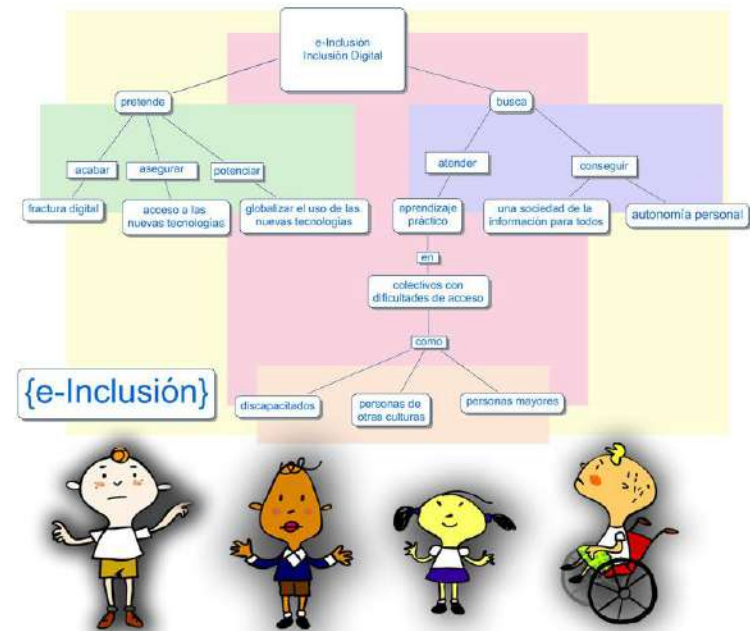 e-Inclusión
Inclusión Digital
pretende
busca
acabar
asegurar
potenciar
atender
conseguir
fractura digital
acceso a las
nuevas tecnologías
globalizar el uso de las
nuevas tecnologías
aprendizaje
práctico
una sociedad de la
información para todos
autonomía personal
en
colectivos con
dificultades de acceso
como
discapacitados
personas de
otras culturas
personas mayores
{e-Inclusión}